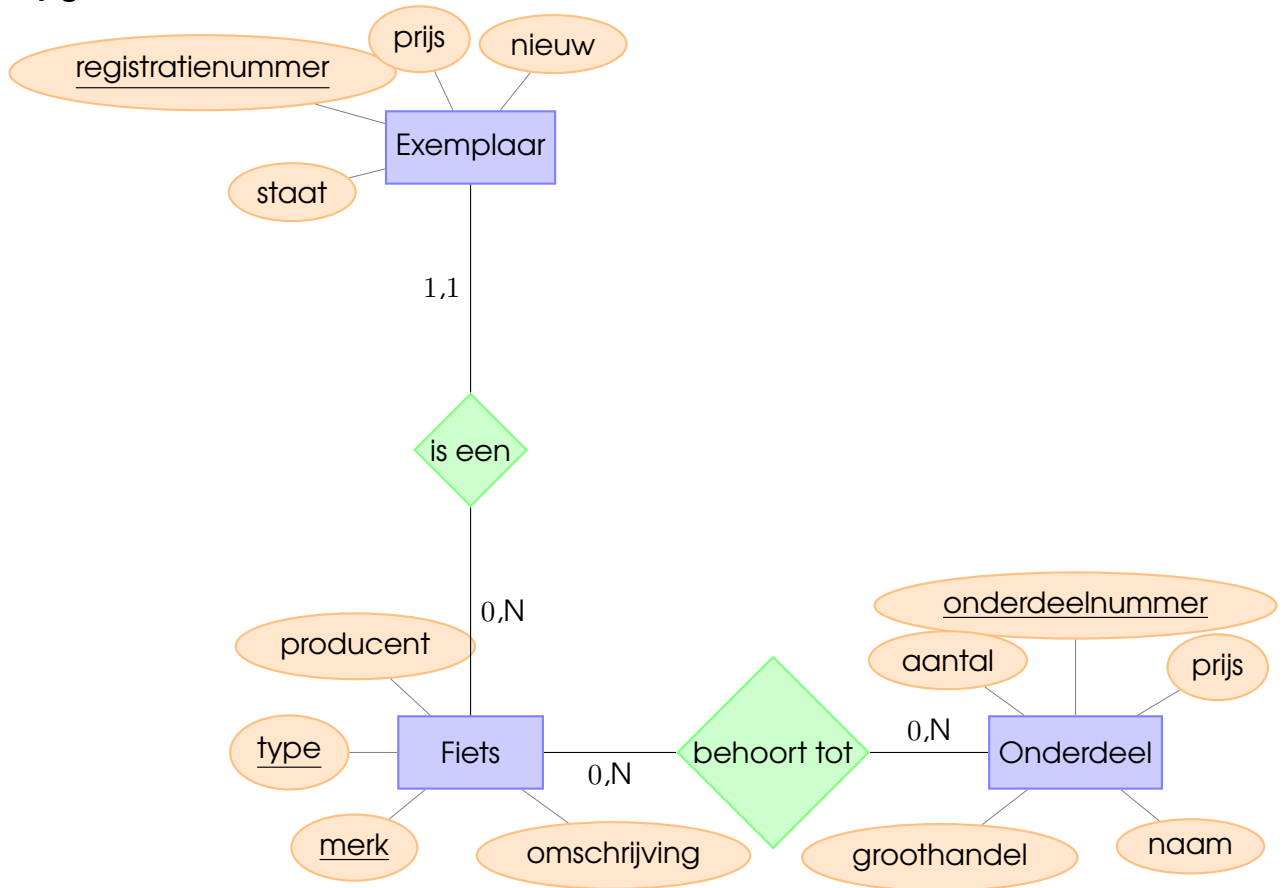 prijs
nieuw
registratienummer
Exemplaar
staat
1,1
is een
0,N
producent
onderdeelnummer
aantal
prijs
type
Fiets
0,N
behoort tot
0,N
Onderdeel
merk
omschrijving
groothandel
naam